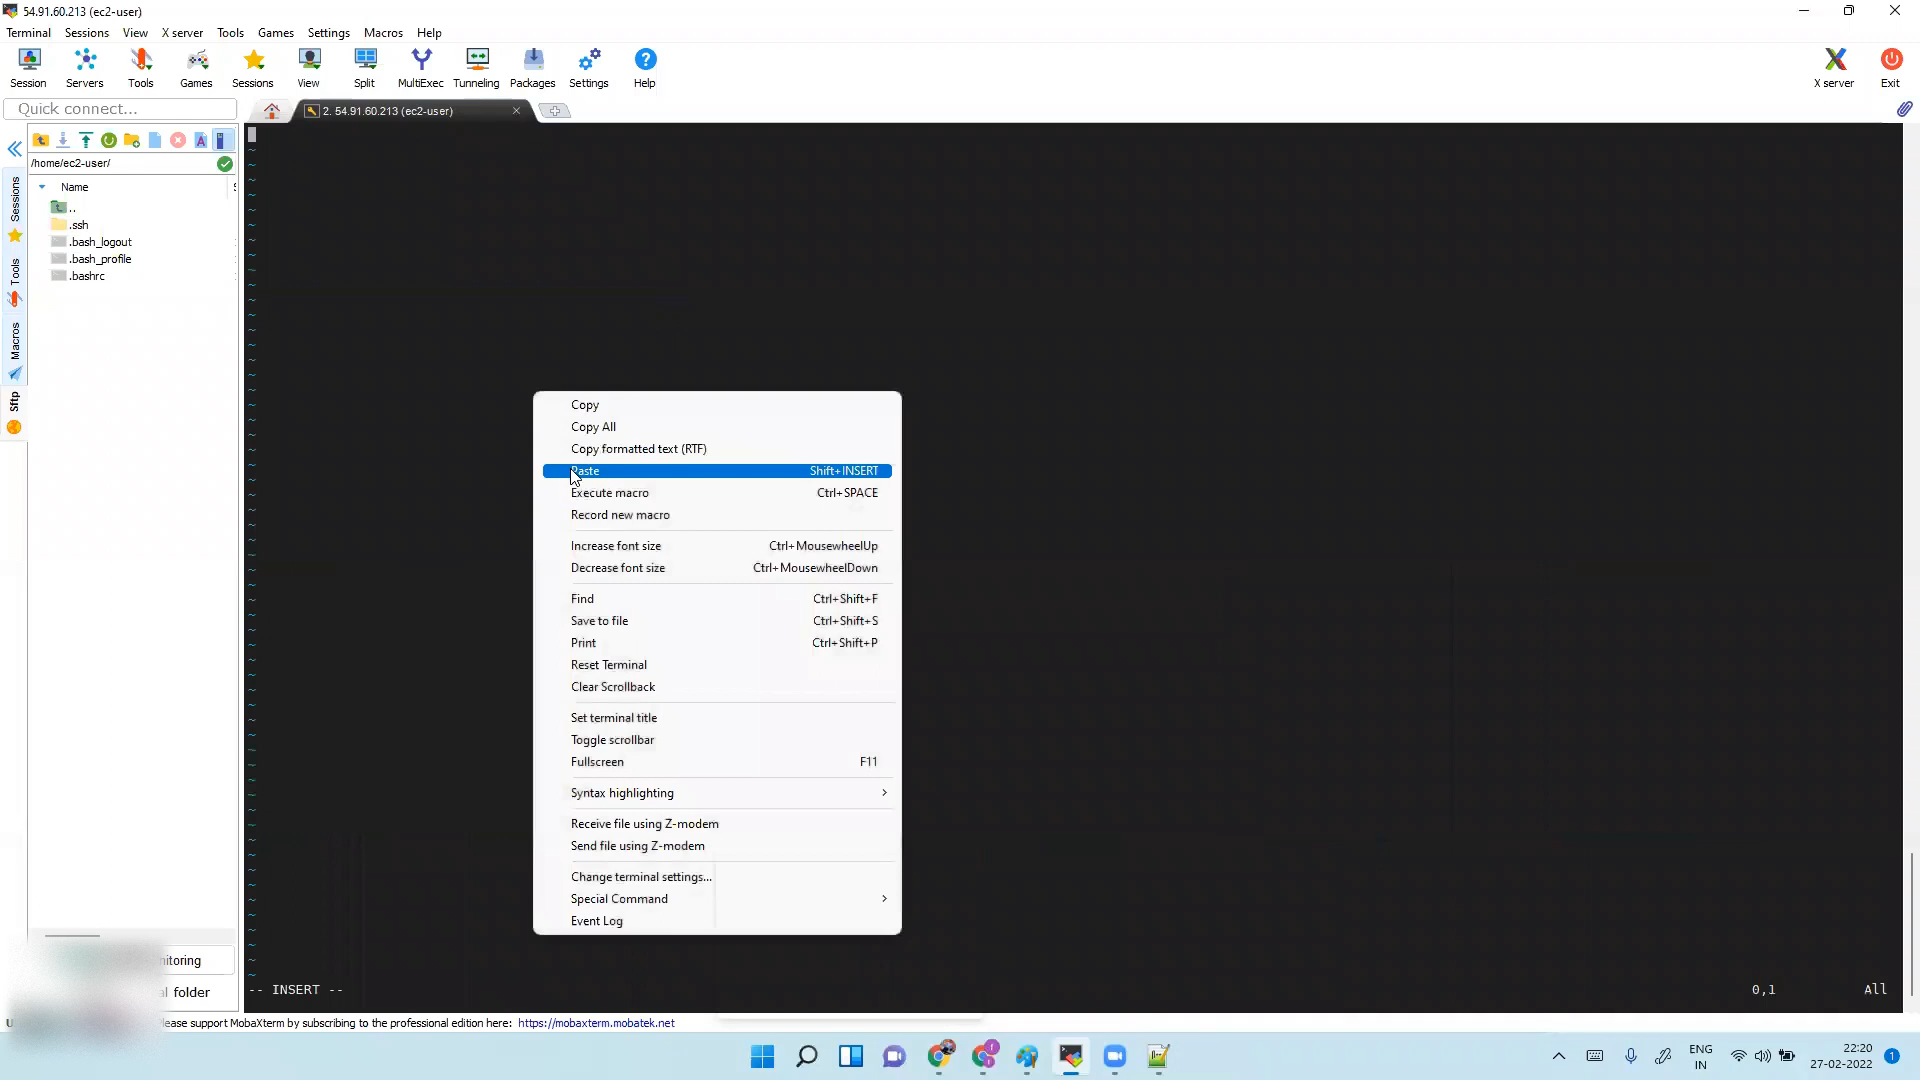 54.91.60.213 (ec2-user)
Terminal Sessions View X server Tools Games Settings Macros Help
Session Servers Tools Games Sessions View Split MultiExec Tunneling Packages Settings Help X server Exit
Quick connect...
2. 54.91.60.213 (ec2-user)
/home/ec2-user/
Name
..
.ssh
.bash_logout
.bash_profile
.bashrc
Sessions
Tools
Macros
Sftp
Copy
Copy All
Copy formatted text (RTF)
Paste Shift+INSERT
Execute macro Ctrl+SPACE
Record new macro
Increase font size Ctrl+MousewheelUp
Decrease font size Ctrl+MousewheelDown
Find Ctrl+Shift+F
Save to file Ctrl+Shift+S
Print Ctrl+Shift+P
Reset Terminal
Clear Scrollback
Set terminal title
Toggle scrollbar
Fullscreen F11
Syntax highlighting
Receive file using Z-modem
Send file using Z-modem
Change terminal settings...
Special Command
Event Log
folder
-- INSERT -- 0,1 All
please support MobaXterm by subscribing to the professional edition here: https://mobaxterm.mobatek.net
ENG
IN
22:20
27-02-2022
1